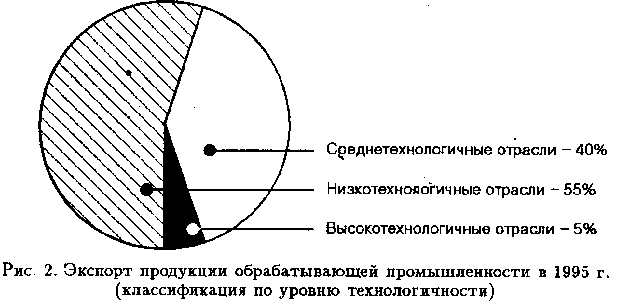 Среднетехнологичные отрасли – 40%
Низкотехнологичные отрасли – 55%
Высокотехнологичные отрасли – 5%
Рис. 2. Экспорт продукции обрабатывающей промышленности в 1995 г.
(классификация по уровню технологичности)